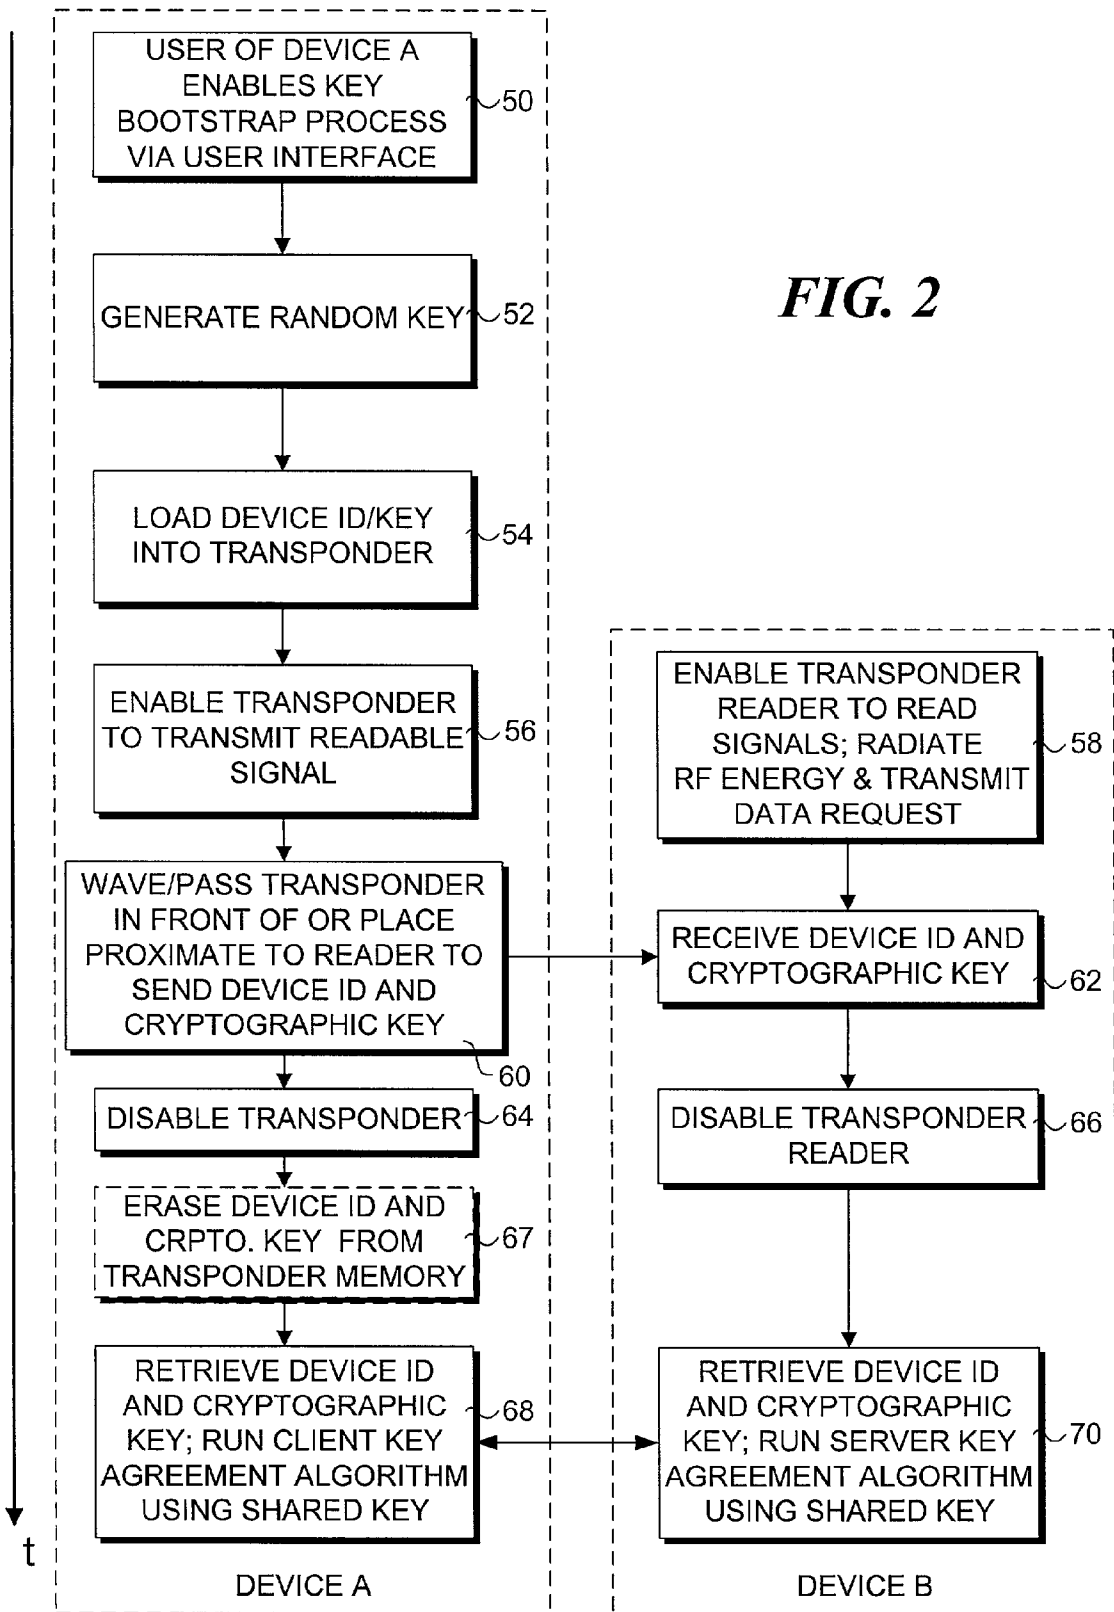 USER OF DEVICE A
ENABLES KEY
BOOTSTRAP PROCESS
VIA USER INTERFACE
50
GENERATE RANDOM KEY
52
FIG. 2
LOAD DEVICE ID/KEY
INTO TRANSPONDER
54
ENABLE TRANSPONDER
TO TRANSMIT READABLE
SIGNAL
56
ENABLE TRANSPONDER
READER TO READ
SIGNALS; RADIATE
RF ENERGY & TRANSMIT
DATA REQUEST
58
WAVE/PASS TRANSPONDER
IN FRONT OF OR PLACE
PROXIMATE TO READER TO
SEND DEVICE ID AND
CRYPTOGRAPHIC KEY
60
RECEIVE DEVICE ID AND
CRYPTOGRAPHIC KEY
62
DISABLE TRANSPONDER
64
DISABLE TRANSPONDER
READER
66
ERASE DEVICE ID AND
CRPTO. KEY FROM
TRANSPONDER MEMORY
67
RETRIEVE DEVICE ID
AND CRYPTOGRAPHIC
KEY; RUN CLIENT KEY
AGREEMENT ALGORITHM
USING SHARED KEY
68
RETRIEVE DEVICE ID
AND CRYPTOGRAPHIC
KEY; RUN SERVER KEY
AGREEMENT ALGORITHM
USING SHARED KEY
70
t
DEVICE A
DEVICE B